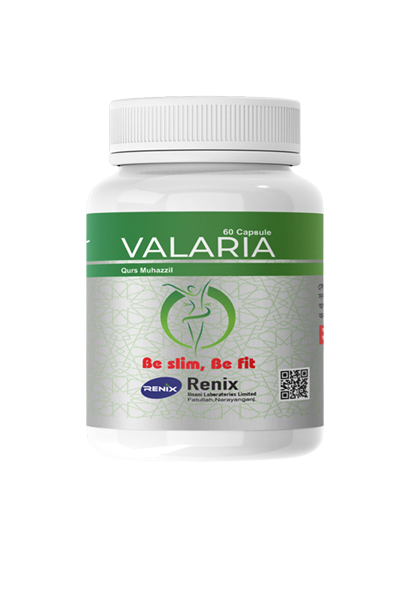 60 Capsule
VALARIA
Qurs Muhazzil
Be slim, Be fit
RENIX
Renix
Unani Laboratories Limited
Fatullah, Narayanganj.